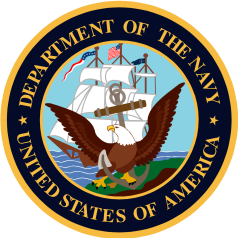 DEPARTMENT OF THE NAVY
UNITED STATES OF AMERICA